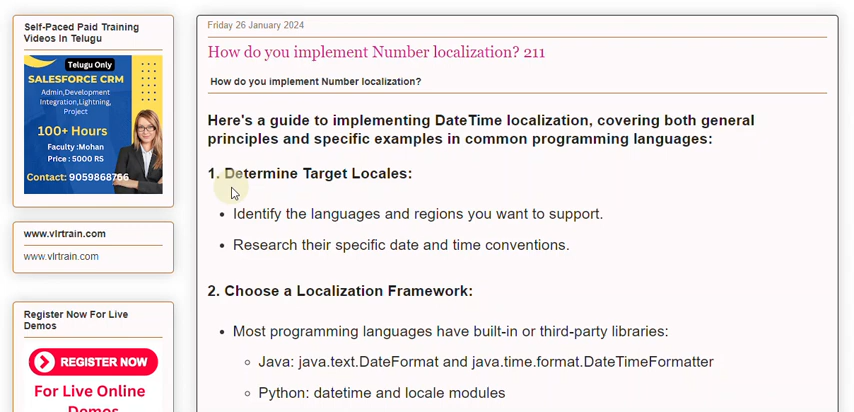 Self-Paced Paid Training
Videos In Telugu
Telugu Only
SALESFORCE CRM
Admin,Development
Integration,Lightning,
Project
100+ Hours
Faculty :Mohan
Price : 5000 RS
Contact: 9059868766
www.vlrtrain.com
www.vlrtrain.com
Register Now For Live
Demos
REGISTER NOW
For Live Online
Demos
Friday 26 January 2024
How do you implement Number localization? 211
How do you implement Number localization?
Here's a guide to implementing DateTime localization, covering both general
principles and specific examples in common programming languages:
1. Determine Target Locales:
• Identify the languages and regions you want to support.
• Research their specific date and time conventions.
2. Choose a Localization Framework:
• Most programming languages have built-in or third-party libraries:
◦ Java: java.text.DateFormat and java.time.format.DateTimeFormatter
◦ Python: datetime and locale modules